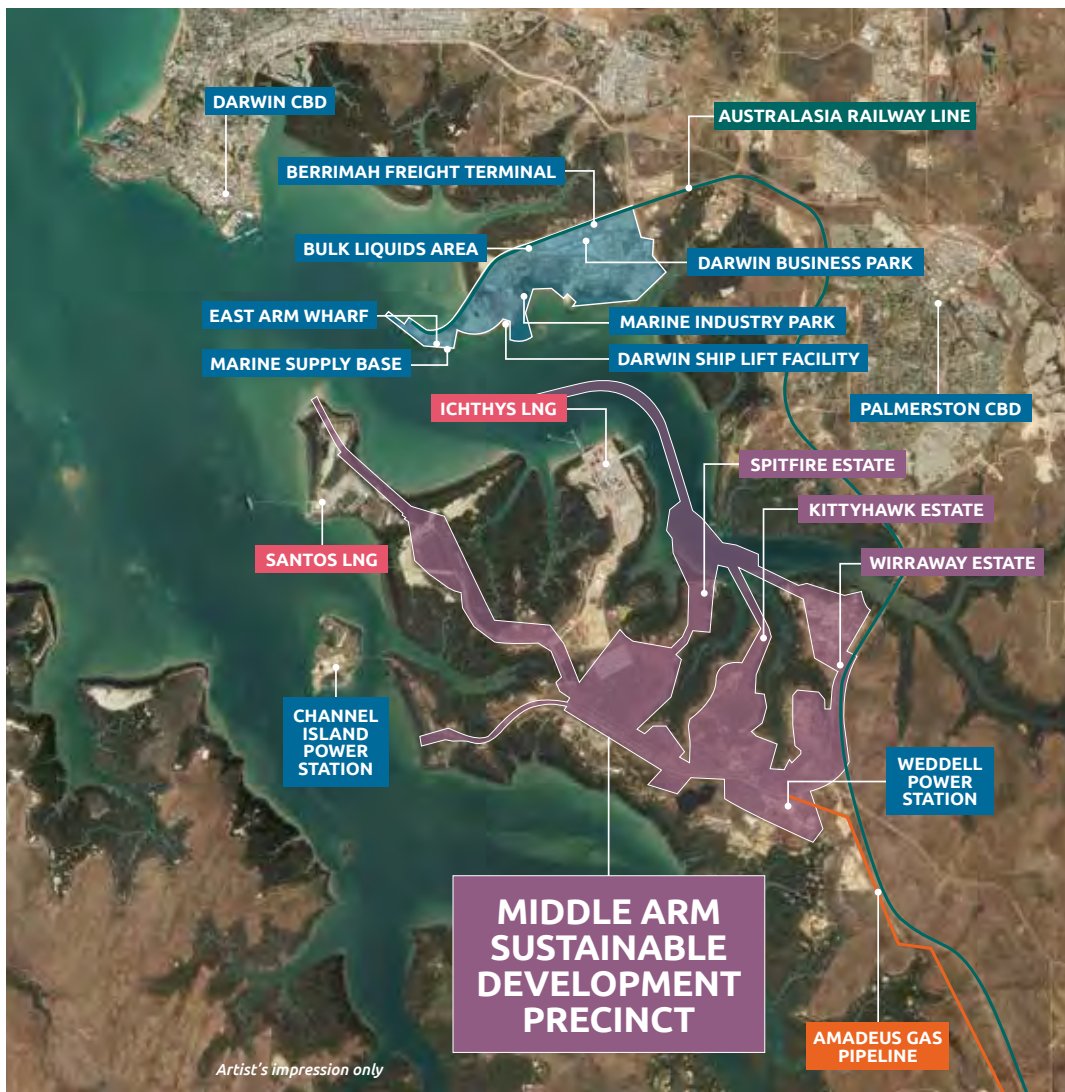 DARWIN CBD
AUSTRALASIA RAILWAY LINE
BERRIMAH FREIGHT TERMINAL
BULK LIQUIDS AREA
DARWIN BUSINESS PARK
EAST ARM WHARF
MARINE INDUSTRY PARK
MARINE SUPPLY BASE
DARWIN SHIP LIFT FACILITY
ICHTHYS LNG
PALMERSTON CBD
SPITFIRE ESTATE
KITTYHAWK ESTATE
SANTOS LNG
WIRRAWAY ESTATE
CHANNEL
ISLAND
POWER
STATION
WEDDELL
POWER
STATION
MIDDLE ARM
SUSTAINABLE
DEVELOPMENT
PRECINCT
AMADEUS GAS
PIPELINE
Artist's impression only